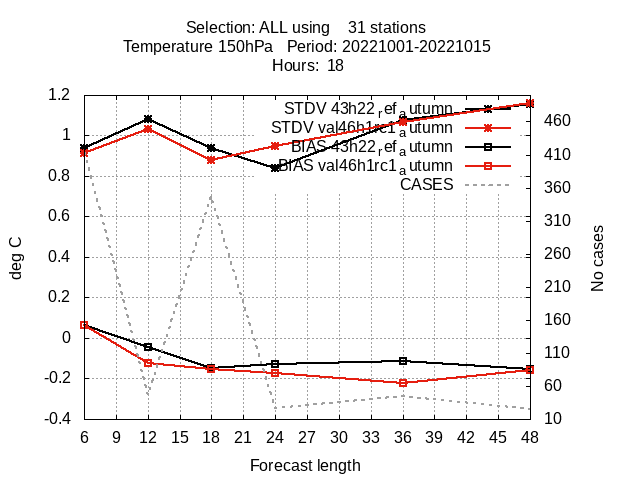 Selection: ALL using 31 stations
Temperature 150hPa Period: 20221001-20221015
Hours: 18
STDV 43h22_ref_autumn
STDV val46h1rc1_autumn
BIAS 43h22_ref_autumn
BIAS val46h1rc1_autumn
CASES
1.2
1
0.8
0.6
0.4
0.2
0
-0.2
-0.4
deg C
460
410
360
310
260
210
160
110
60
10
No cases
6 9 12 15 18 21 24 27 30 33 36 39 42 45 48
Forecast length